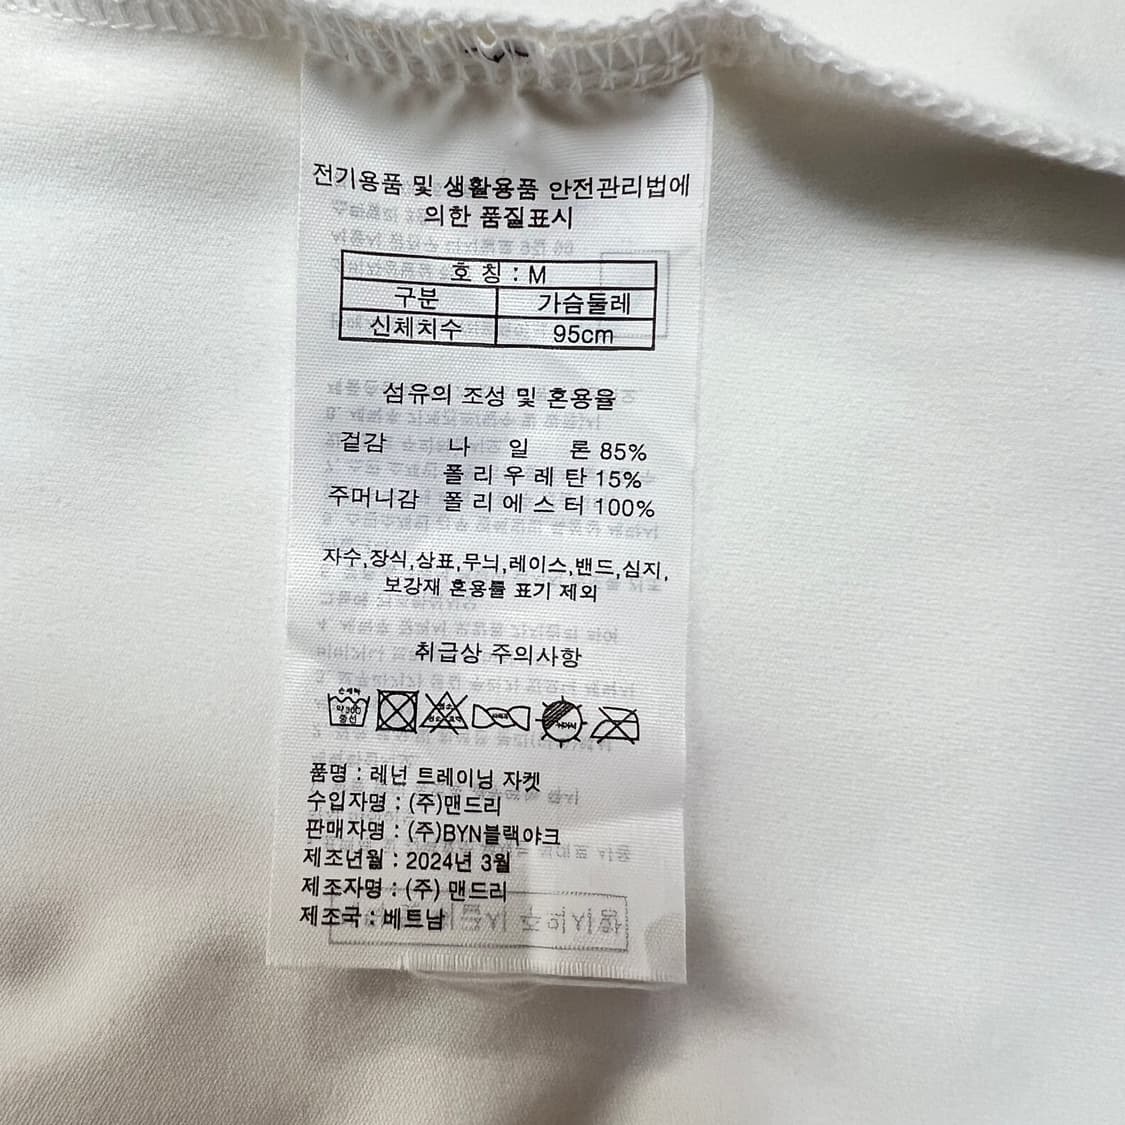 전기용품 및 생활용품 안전관리법에
의한 품질표시
호 칭 : M
구분 가슴둘레
신체치수 95cm
섬유의 조성 및 혼용율
겉감 나 일 론 85%
폴 리 우 레 탄 15%
주머니감 폴 리 에 스 터 100%
자수,장식,상표,무늬,레이스,밴드,심지,
보강재 혼용률 표기 제외
취급상 주의사항
손세탁
약30℃
중성
품명 : 레넌 트레이닝 자켓
수입자명 : (주)맨드리
판매자명 : (주)BYN블랙야크
제조년월 : 2024년 3월
제조자명 : (주) 맨드리
제조국 : 베트남